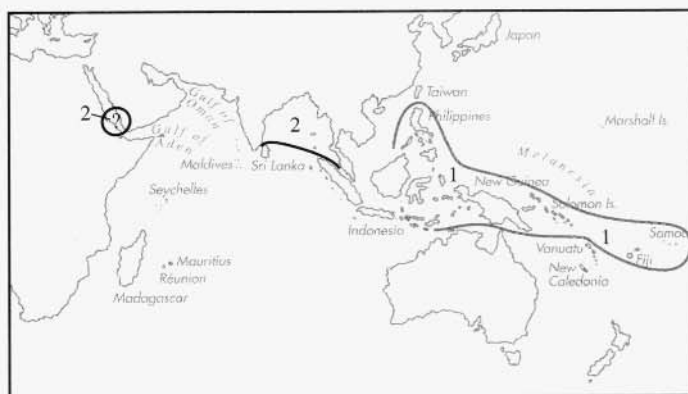 Japan
Taiwan
Philippines
Marshall Is.
Melanesia
Gulf of
Oman
2
?
Gulf of
Aden
2
Maldives
Sri Lanka
1
New Guinea
Solomon Is.
Seychelles
Indonesia
1
Samoa
Vanuatu
Fiji
New
Caledonia
Mauritius
Réunion
Madagascar